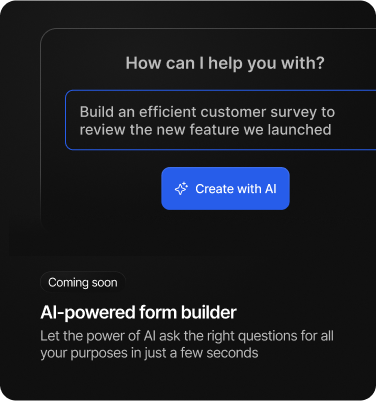 How can I help you with?
Build an efficient customer survey to
review the new feature we launched
Create with AI
Coming soon
AI-powered form builder
Let the power of AI ask the right questions for all
your purposes in just a few seconds